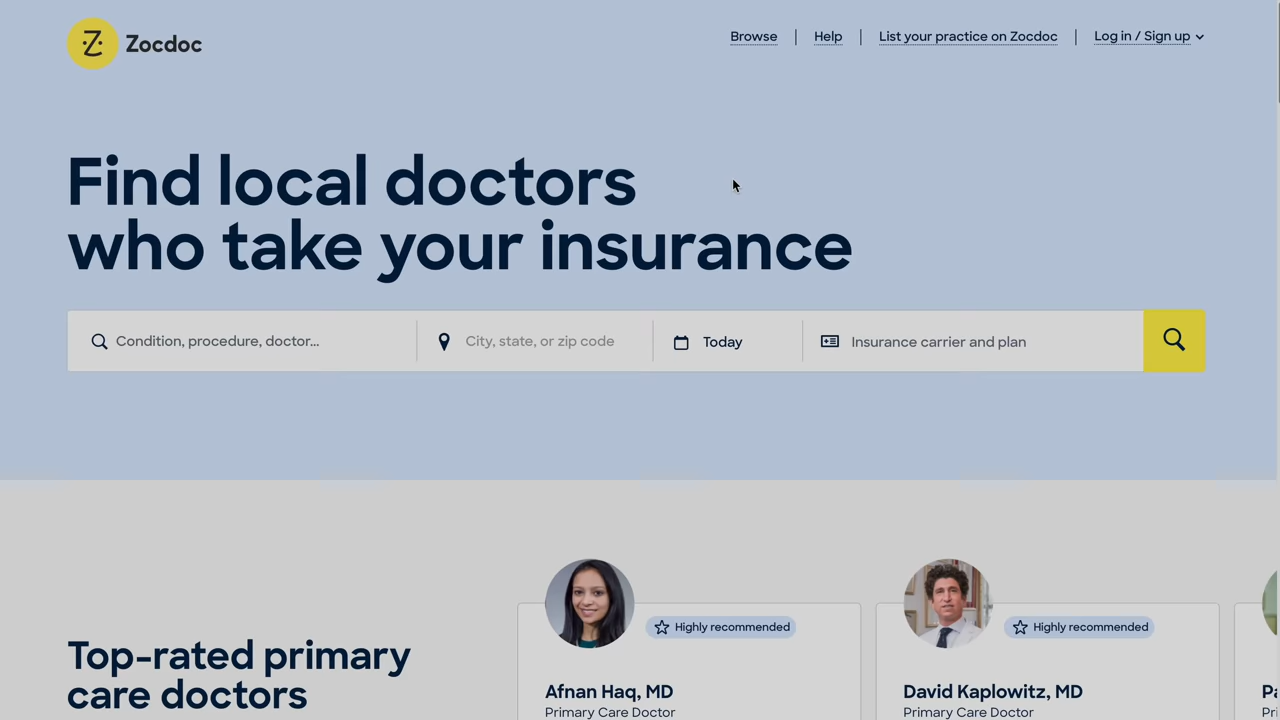 Zocdoc
Browse
Help
List your practice on Zocdoc
Log in / Sign up
Find local doctors
who take your insurance
Condition, procedure, doctor...
City, state, or zip code
Today
Insurance carrier and plan
Top-rated primary
care doctors
Highly recommended
Afnan Haq, MD
Primary Care Doctor
Highly recommended
David Kaplowitz, MD
Primary Care Doctor